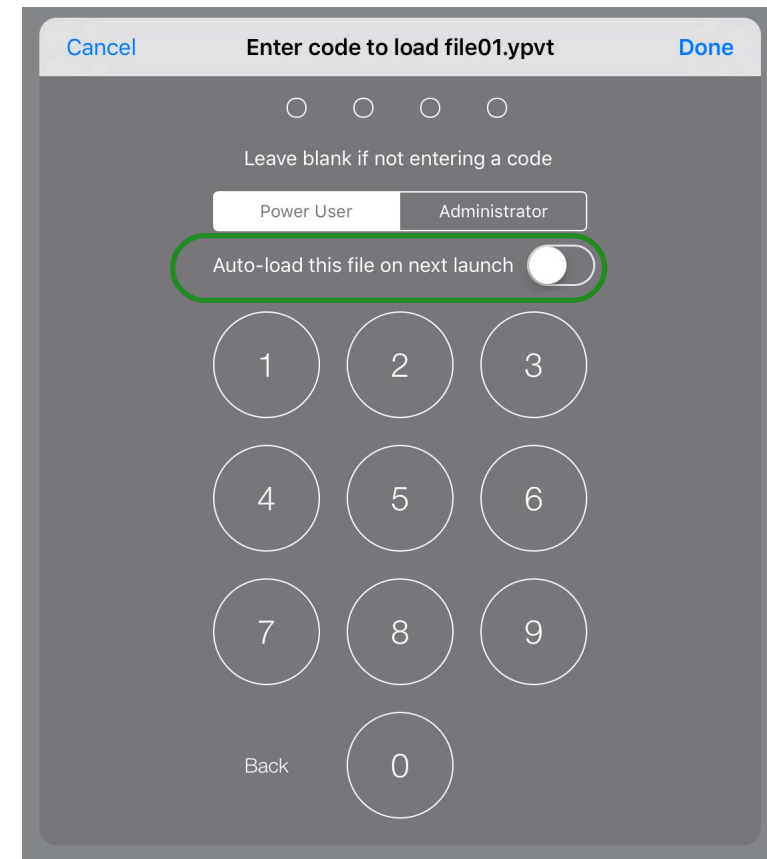 Cancel Enter code to load file01.ypvt Done
Leave blank if not entering a code
Power User Administrator
Auto-load this file on next launch
1 2 3
4 5 6
7 8 9
Back 0